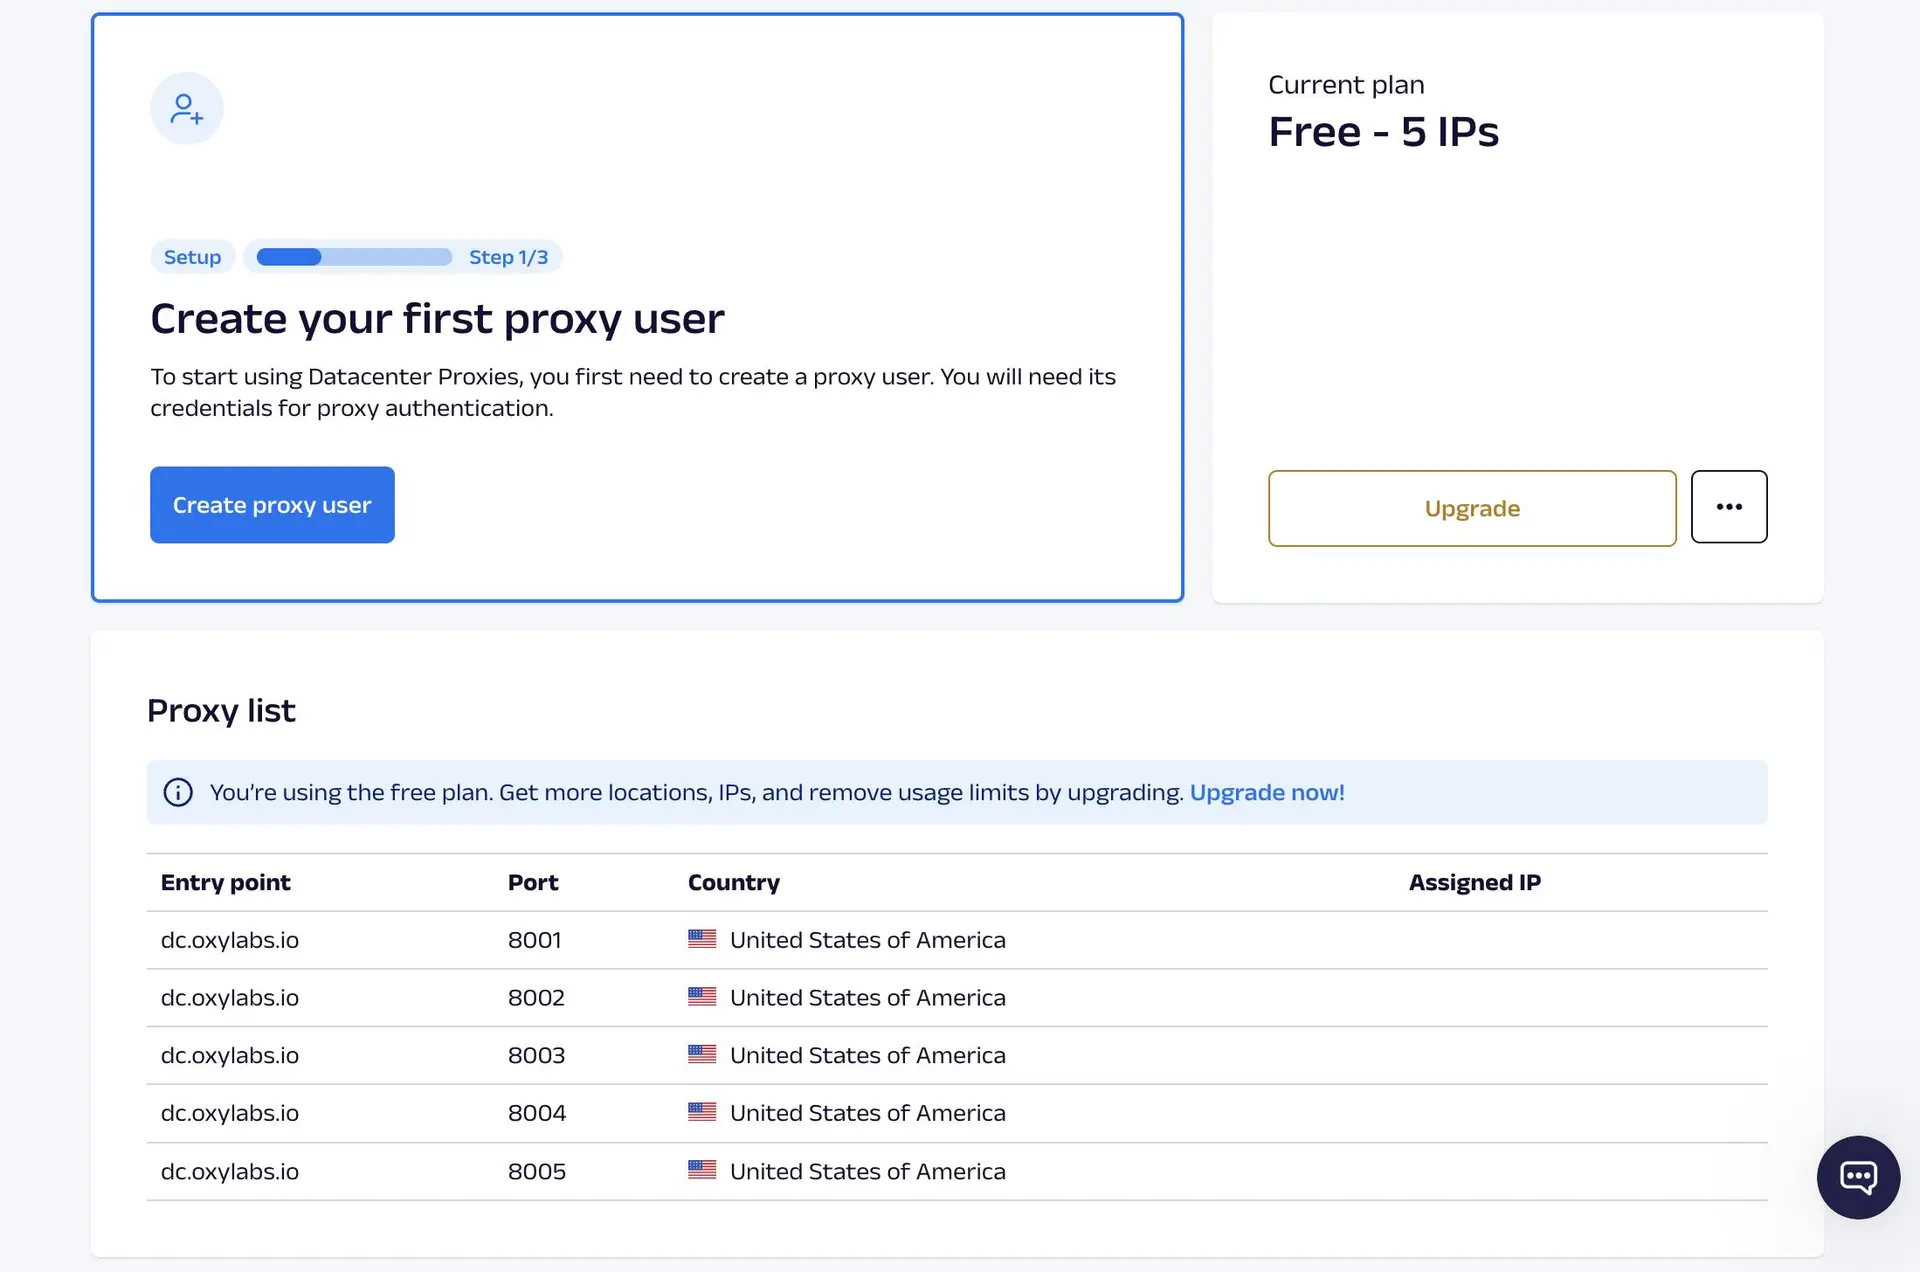 Setup
Step 1/3
Create your first proxy user
To start using Datacenter Proxies, you first need to create a proxy user. You will need its
credentials for proxy authentication.
Create proxy user
Current plan
Free - 5 IPs
Upgrade
Proxy list
You’re using the free plan. Get more locations, IPs, and remove usage limits by upgrading. Upgrade now!
Entry point Port Country Assigned IP
dc.oxylabs.io 8001 United States of America
dc.oxylabs.io 8002 United States of America
dc.oxylabs.io 8003 United States of America
dc.oxylabs.io 8004 United States of America
dc.oxylabs.io 8005 United States of America